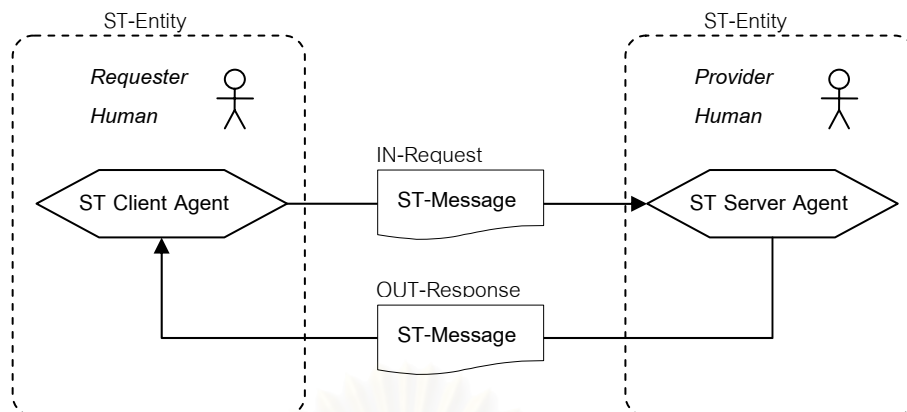 ST-Entity
ST-Entity
Requester
Human
Provider
Human
IN-Request
ST-Message
ST Client Agent
ST Server Agent
OUT-Response
ST-Message